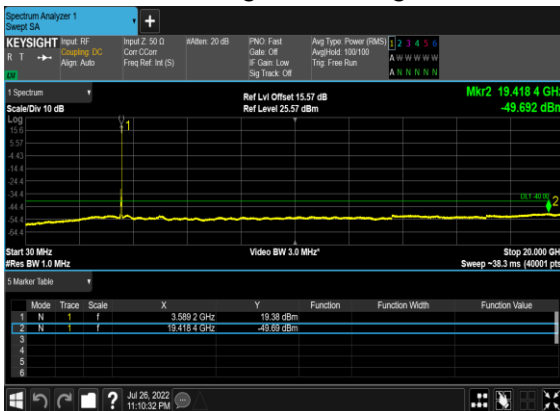 Spectrum Analyzer 1
Swept SA
KEYSIGHT
R T
LV
Input: RF
Coupling: DC
Align: Auto
Input Z: 50 Ω
Corr CCorr
Freq Ref: Int (S)
#Atten: 20 dB
PNO: Fast
Gate: Off
IF Gain: Low
Sig Track: Off
Avg Type: Power (RMS)
Avg|Hold: 100/100
Trig: Free Run
1 2 3 4 5 6
A W W W W W
A N N N N N
1 Spectrum
Scale/Div 10 dB
Ref Lvl Offset 15.57 dB
Ref Level 25.57 dBm
Mkr2 19.418 4 GHz
-49.692 dBm
Log
15.6
5.57
-4.43
-14.4
-24.4
-34.4
-44.4
-54.4
-64.4
1
2
Start 30 MHz
#Res BW 1.0 MHz
Video BW 3.0 MHz*
Stop 20.000 GH
Sweep ~38.3 ms (40001 pts
5 Marker Table
Mode Trace Scale X Y Function Function Width Function Value
1 N 1 f 3.589 2 GHz 19.38 dBm
2 N 1 f 19.418 4 GHz -49.69 dBm
3
4
5
6
?
Jul 26, 2022
11:10:32 PM